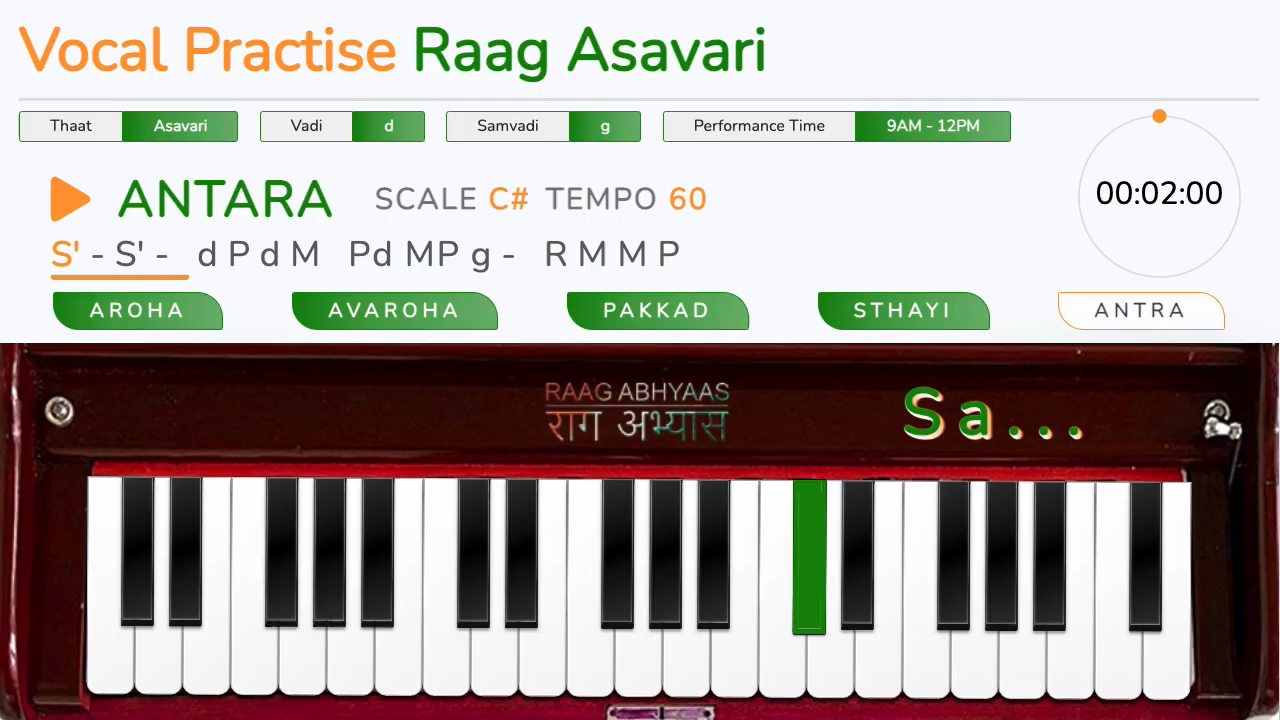 Vocal Practise Raag Asavari
Thaat Asavari Vadi d Samvadi g Performance Time 9AM - 12PM
00:02:00
ANTARA SCALE C# TEMPO 60
S' - S' - d P d M Pd MP g - R M M P
AROHA AVAROHA PAKKAD STHAYI ANTRA
RAAG ABHYAAS
राग अभ्यास
Sa...